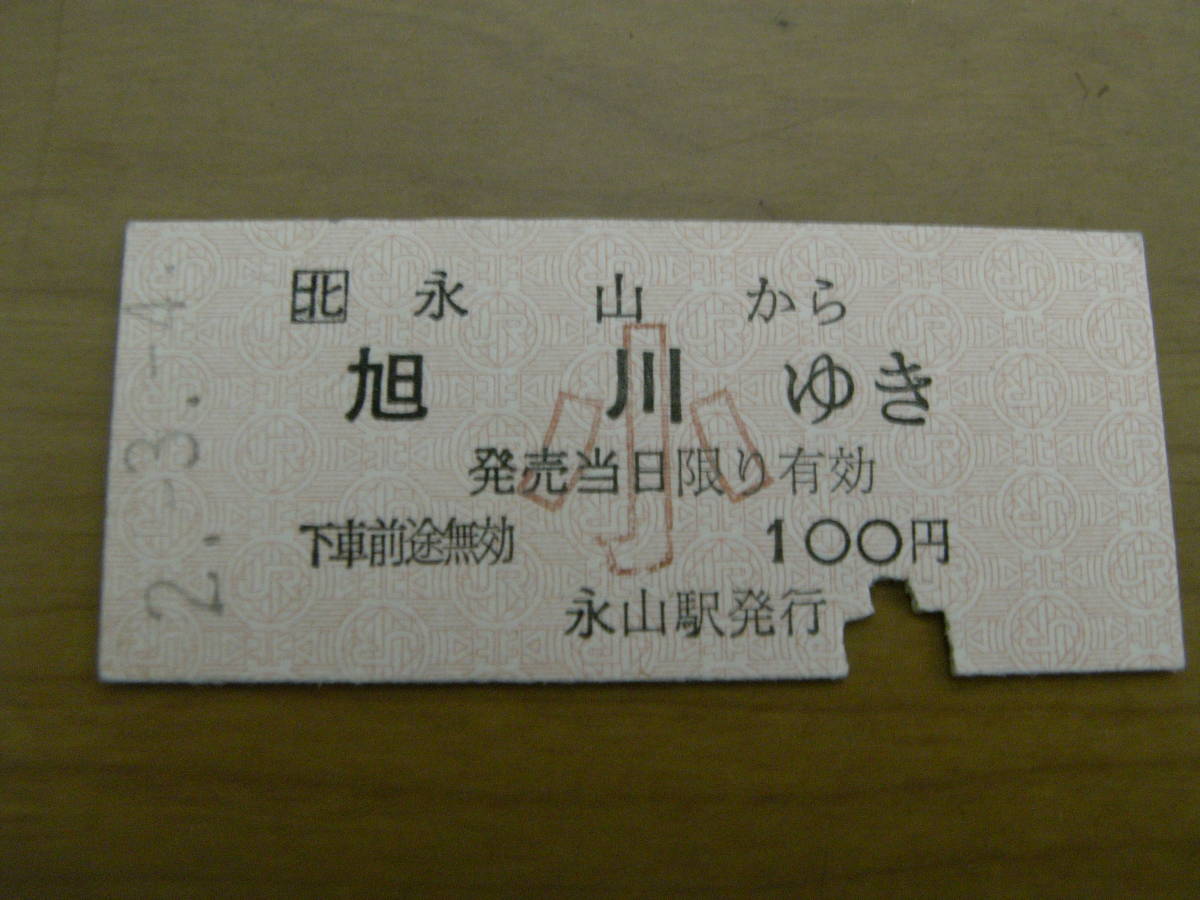 北 永山から
旭川ゆき
小
発売当日限り有効
下車前途無効 100円
永山駅発行
2.-3.-4.